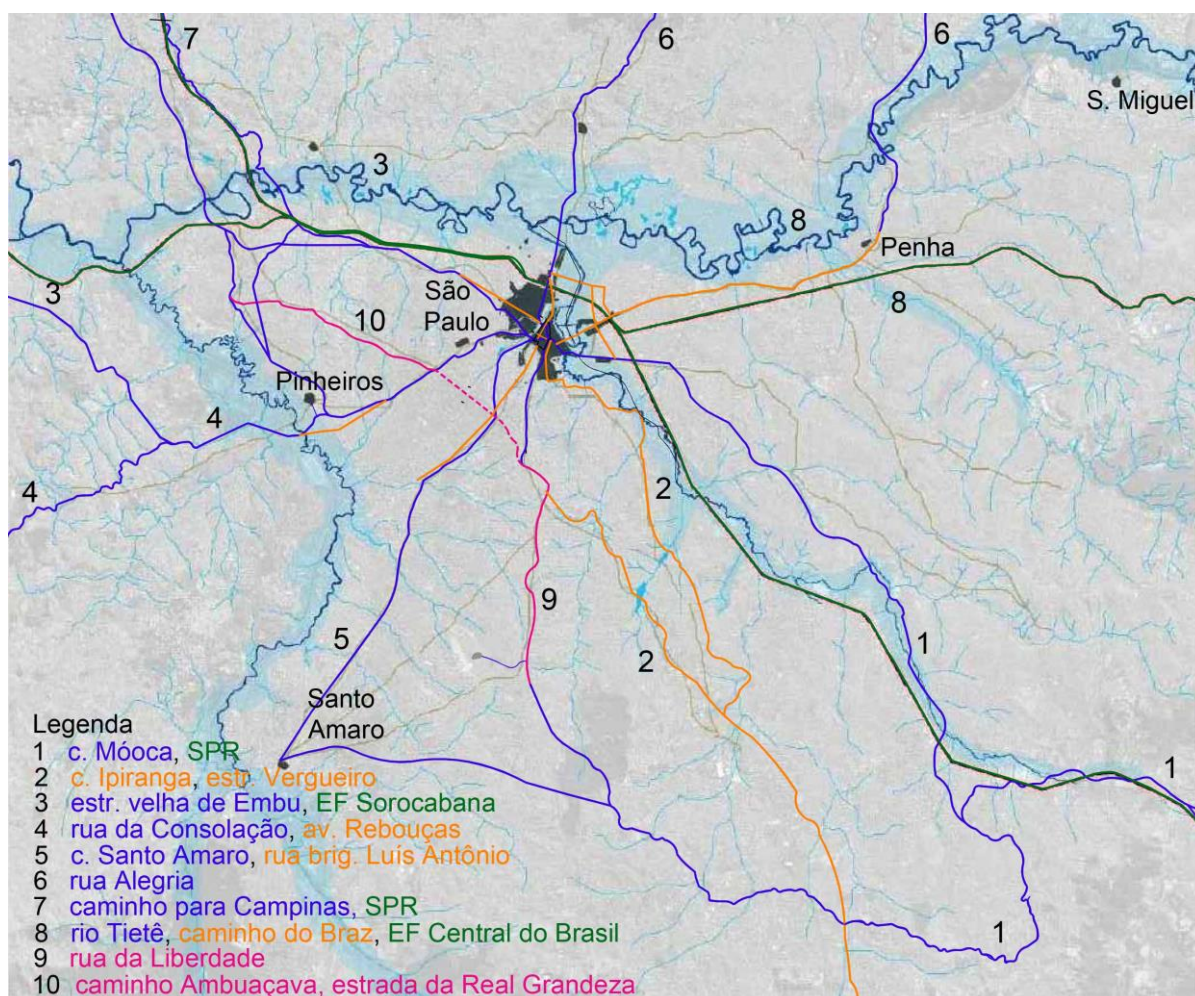 7
6
6
S. Miguel
3
8
Penha
3
São
Paulo
8
10
Pinheiros
4
4
2
9
5
2
1
Santo
Amaro
1
1
Legenda
1 c. Móoca, SPR
2 c. Ipiranga, estr. Vergueiro
3 estr. velha de Embu, EF Sorocabana
4 rua da Consolação, av. Rebouças
5 c. Santo Amaro, rua brig. Luís Antônio
6 rua Alegria
7 caminho para Campinas, SPR
8 rio Tietê, caminho do Braz, EF Central do Brasil
9 rua da Liberdade
10 caminho Ambuaçava, estrada da Real Grandeza